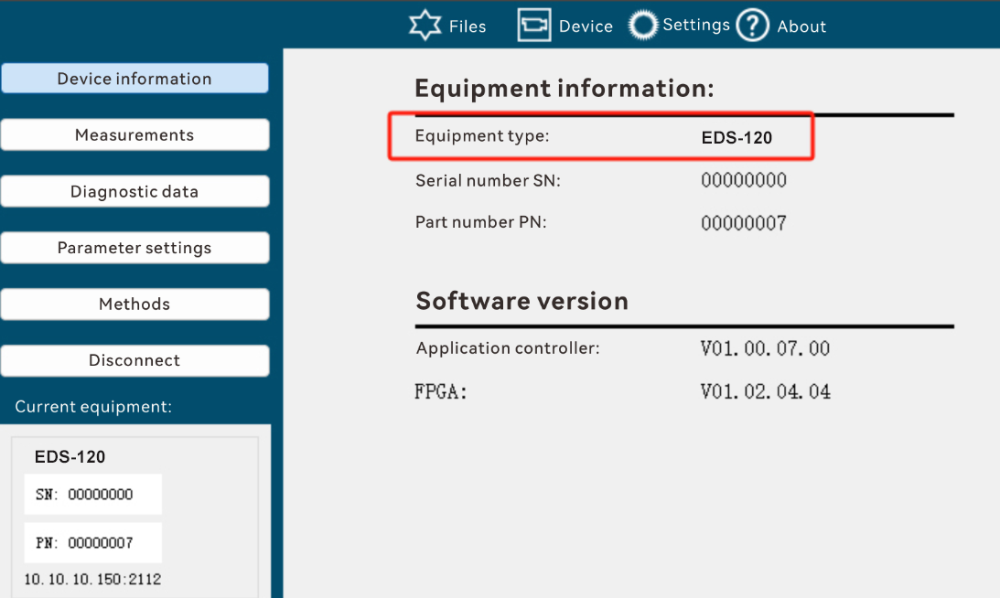 Files Device Settings ? About
Device information
Measurements
Diagnostic data
Parameter settings
Methods
Disconnect
Current equipment:
EDS-120
SN: 00000000
PN: 00000007
10.10.10.150:2112
Equipment information:
Equipment type: EDS-120
Serial number SN: 00000000
Part number PN: 00000007
Software version
Application controller: V01.00.07.00
FPGA: V01.02.04.04